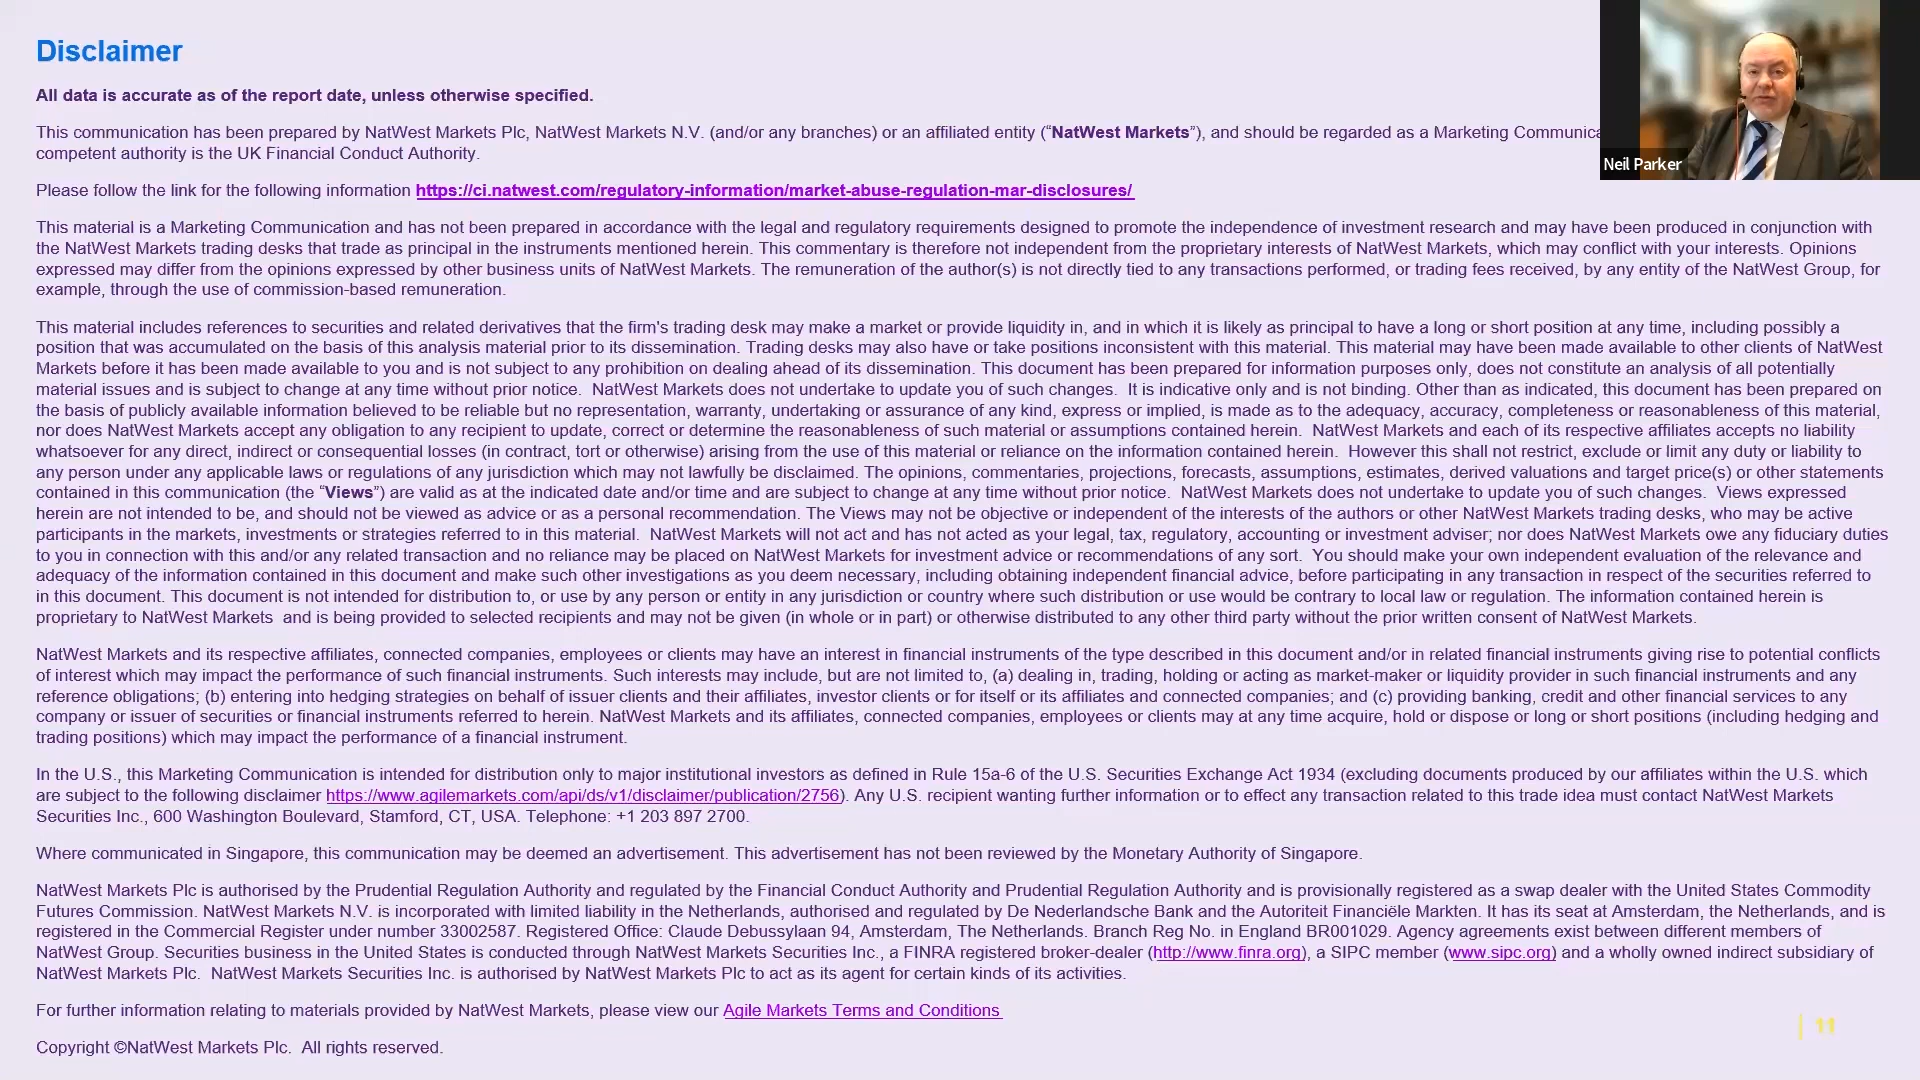 Disclaimer
All data is accurate as of the report date, unless otherwise specified.
This communication has been prepared by NatWest Markets Plc, NatWest Markets N.V. (and/or any branches) or an affiliated entity (“NatWest Markets”), and should be regarded as a Marketing
competent authority is the UK Financial Conduct Authority.
Neil Parker
Please follow the link for the following information https://ci.natwest.com/regulatory-information/market-abuse-regulation-mar-disclosures/
This material is a Marketing Communication and has not been prepared in accordance with the legal and regulatory requirements designed to promote the independence of investment research and may have been produced in conjunction with
the NatWest Markets trading desks that trade as principal in the instruments mentioned herein. This commentary is therefore not independent from the proprietary interests of NatWest Markets, which may conflict with your interests. Opinions
expressed may differ from the opinions expressed by other business units of NatWest Markets. The remuneration of the author(s) is not directly tied to any transactions performed, or trading fees received, by any entity of the NatWest Group, for
example, through the use of commission-based remuneration.
This material includes references to securities and related derivatives that the firm's trading desk may make a market or provide liquidity in, and in which it is likely as principal to have a long or short position at any time, including possibly a
position that was accumulated on the basis of this analysis material prior to its dissemination. Trading desks may also have or take positions inconsistent with this material. This material may have been made available to other clients of NatWest
Markets before it has been made available to you and is not subject to any prohibition on dealing ahead of its dissemination. This document has been prepared for information purposes only, does not constitute an analysis of all potentially
material issues and is subject to change at any time without prior notice.  NatWest Markets does not undertake to update you of such changes.  It is indicative only and is not binding. Other than as indicated, this document has been prepared on
the basis of publicly available information believed to be reliable but no representation, warranty, undertaking or assurance of any kind, express or implied, is made as to the adequacy, accuracy, completeness or reasonableness of this material,
nor does NatWest Markets accept any obligation to any recipient to update, correct or determine the reasonableness of such material or assumptions contained herein.  NatWest Markets and each of its respective affiliates accepts no liability
whatsoever for any direct, indirect or consequential losses (in contract, tort or otherwise) arising from the use of this material or reliance on the information contained herein.  However this shall not restrict, exclude or limit any duty or liability to
any person under any applicable laws or regulations of any jurisdiction which may not lawfully be disclaimed. The opinions, commentaries, projections, forecasts, assumptions, estimates, derived valuations and target price(s) or other statements
contained in this communication (the “Views”) are valid as at the indicated date and/or time and are subject to change at any time without prior notice.  NatWest Markets does not undertake to update you of such changes.  Views expressed
herein are not intended to be, and should not be viewed as advice or as a personal recommendation. The Views may not be objective or independent of the interests of the authors or other NatWest Markets trading desks, who may be active
participants in the markets, investments or strategies referred to in this material.  NatWest Markets will not act and has not acted as your legal, tax, regulatory, accounting or investment adviser; nor does NatWest Markets owe any fiduciary duties
to you in connection with this and/or any related transaction and no reliance may be placed on NatWest Markets for investment advice or recommendations of any sort.  You should make your own independent evaluation of the relevance and
adequacy of the information contained in this document and make such other investigations as you deem necessary, including obtaining independent financial advice, before participating in any transaction in respect of the securities referred to
in this document. This document is not intended for distribution to, or use by any person or entity in any jurisdiction or country where such distribution or use would be contrary to local law or regulation. The information contained herein is
proprietary to NatWest Markets  and is being provided to selected recipients and may not be given (in whole or in part) or otherwise distributed to any other third party without the prior written consent of NatWest Markets.
NatWest Markets and its respective affiliates, connected companies, employees or clients may have an interest in financial instruments of the type described in this document and/or in related financial instruments giving rise to potential conflicts
of interest which may impact the performance of such financial instruments. Such interests may include, but are not limited to, (a) dealing in, trading, holding or acting as market-maker or liquidity provider in such financial instruments and any
reference obligations; (b) entering into hedging strategies on behalf of issuer clients and their affiliates, investor clients or for itself or its affiliates and connected companies; and (c) providing banking, credit and other financial services to any
company or issuer of securities or financial instruments referred to herein. NatWest Markets and its affiliates, connected companies, employees or clients may at any time acquire, hold or dispose or long or short positions (including hedging and
trading positions) which may impact the performance of a financial instrument.
In the U.S., this Marketing Communication is intended for distribution only to major institutional investors as defined in Rule 15a-6 of the U.S. Securities Exchange Act 1934 (excluding documents produced by our affiliates within the U.S. which
are subject to the following disclaimer https://www.agilemarkets.com/api/ds/v1/disclaimer/publication/2756). Any U.S. recipient wanting further information or to effect any transaction related to this trade idea must contact NatWest Markets
Securities Inc., 600 Washington Boulevard, Stamford, CT, USA. Telephone: +1 203 897 2700.
Where communicated in Singapore, this communication may be deemed an advertisement. This advertisement has not been reviewed by the Monetary Authority of Singapore.
NatWest Markets Plc is authorised by the Prudential Regulation Authority and regulated by the Financial Conduct Authority and Prudential Regulation Authority and is provisionally registered as a swap dealer with the United States Commodity
Futures Commission. NatWest Markets N.V. is incorporated with limited liability in the Netherlands, authorised and regulated by De Nederlandsche Bank and the Autoriteit Financiële Markten. It has its seat at Amsterdam, the Netherlands, and is
registered in the Commercial Register under number 33002587. Registered Office: Claude Debussylaan 94, Amsterdam, The Netherlands. Branch Reg No. in England BR001029. Agency agreements exist between different members of
NatWest Group. Securities business in the United States is conducted through NatWest Markets Securities Inc., a FINRA registered broker-dealer (http://www.finra.org), a SIPC member (www.sipc.org) and a wholly owned indirect subsidiary of
NatWest Markets Plc.  NatWest Markets Securities Inc. is authorised by NatWest Markets Plc to act as its agent for certain kinds of its activities.
For further information relating to materials provided by NatWest Markets, please view our Agile Markets Terms and Conditions
Copyright ©NatWest Markets Plc.  All rights reserved.
| 11